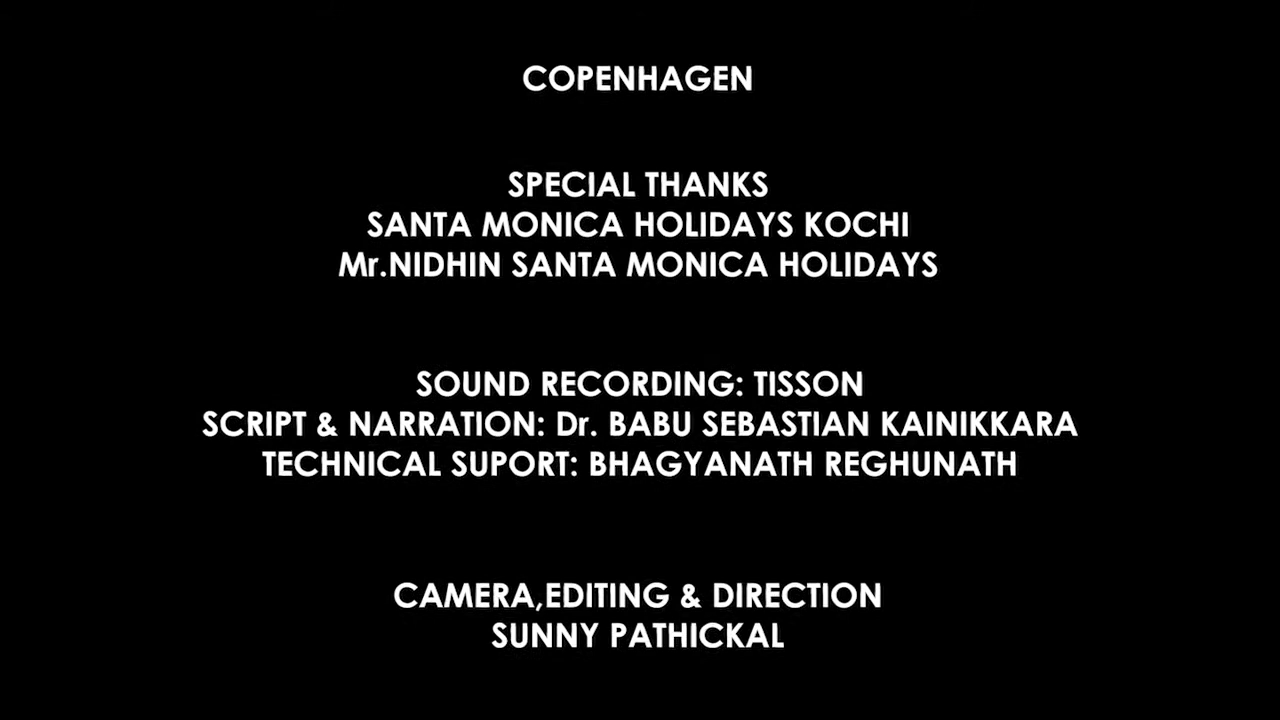 COPENHAGEN
SPECIAL THANKS
SANTA MONICA HOLIDAYS KOCHI
Mr.NIDHIN SANTA MONICA HOLIDAYS
SOUND RECORDING: TISSON
SCRIPT & NARRATION: Dr. BABU SEBASTIAN KAINIKKARA
TECHNICAL SUPORT: BHAGYANATH REGHUNATH
CAMERA,EDITING & DIRECTION
SUNNY PATHICKAL